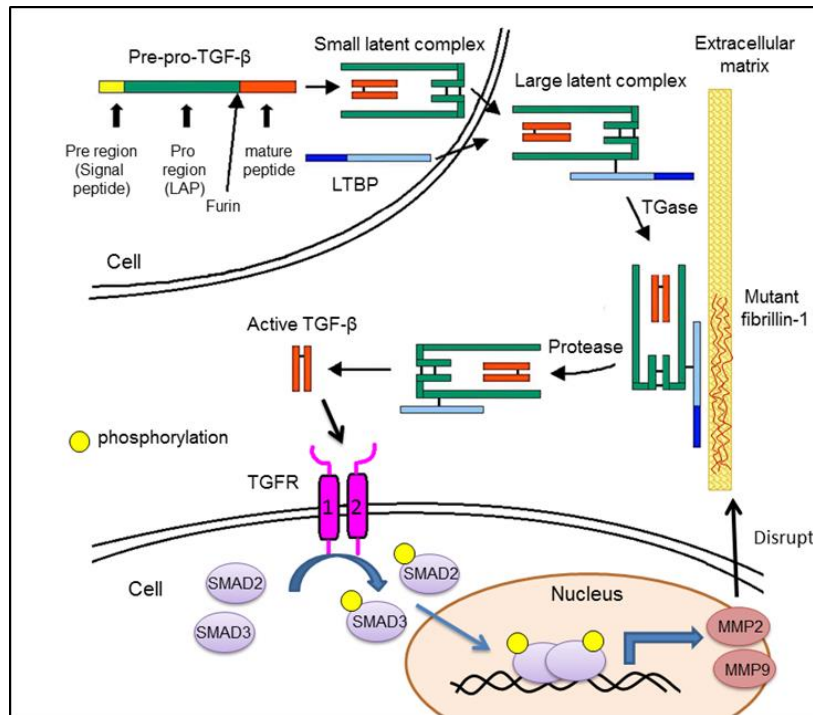 Pre-pro-TGF-β
Small latent complex
Extracellular
matrix
Large latent complex
Pre region
(Signal
peptide)
Pro
region
(LAP)
mature
peptide
Furin
LTBP
TGase
Cell
Mutant
fibrillin-1
Active TGF-β
Protease
phosphorylation
TGFR
1
2
Disrupt
Cell
SMAD2
SMAD3
SMAD2
SMAD3
Nucleus
MMP2
MMP9